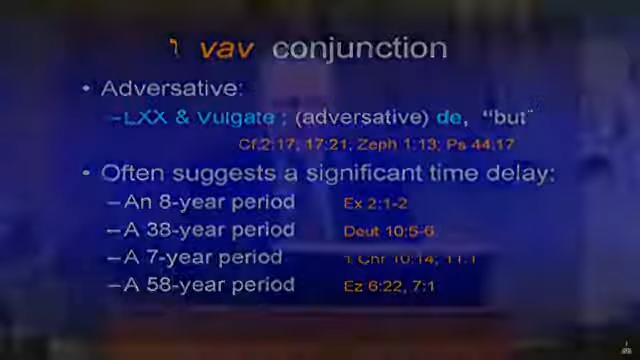 ו vav conjunction
• Adversative:
–LXX & Vulgate : (adversative) de, “but”
Cf.2:17; 17:21; Zeph 1:13; Ps 44:17
• Often suggests a significant time delay:
–An 8-year period Ex 2:1-2
–A 38-year period Deut 10:5-6
–A 7-year period 1 Chr 10:14; 11:1
–A 58-year period Ez 6:22, 7:1